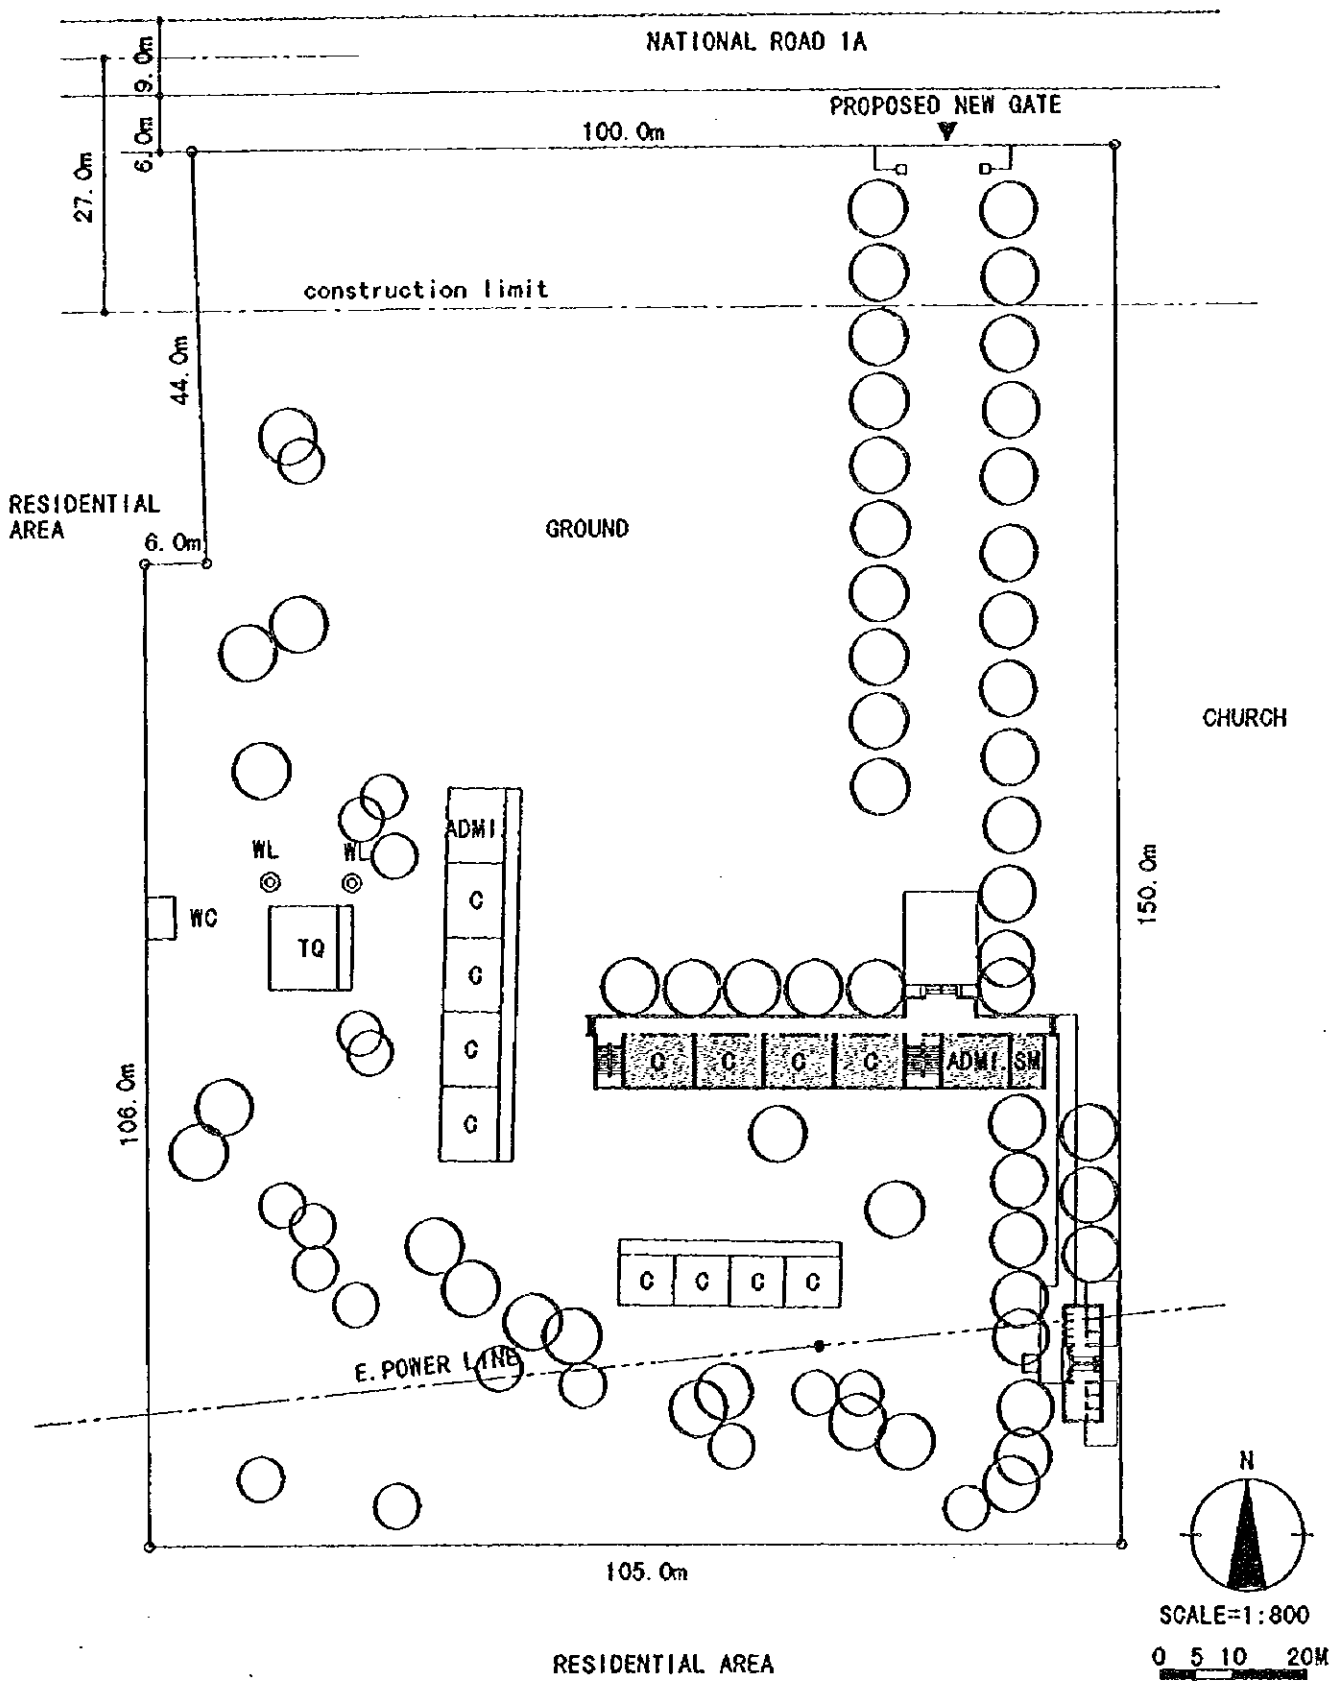 NATIONAL ROAD 1A
9.0m
PROPOSED NEW GATE
6.0m
100.0m
27.0m
construction limit
44.0m
RESIDENTIAL
AREA
GROUND
6.0m
CHURCH
ADMI.
WL
WL
C
150.0m
WC
TQ
C
C
C
C
C
C
C
ADMI.
SM
106.0m
C
C
C
C
E. POWER LINE
N
105.0m
SCALE=1:800
RESIDENTIAL AREA
0 5 10 20M